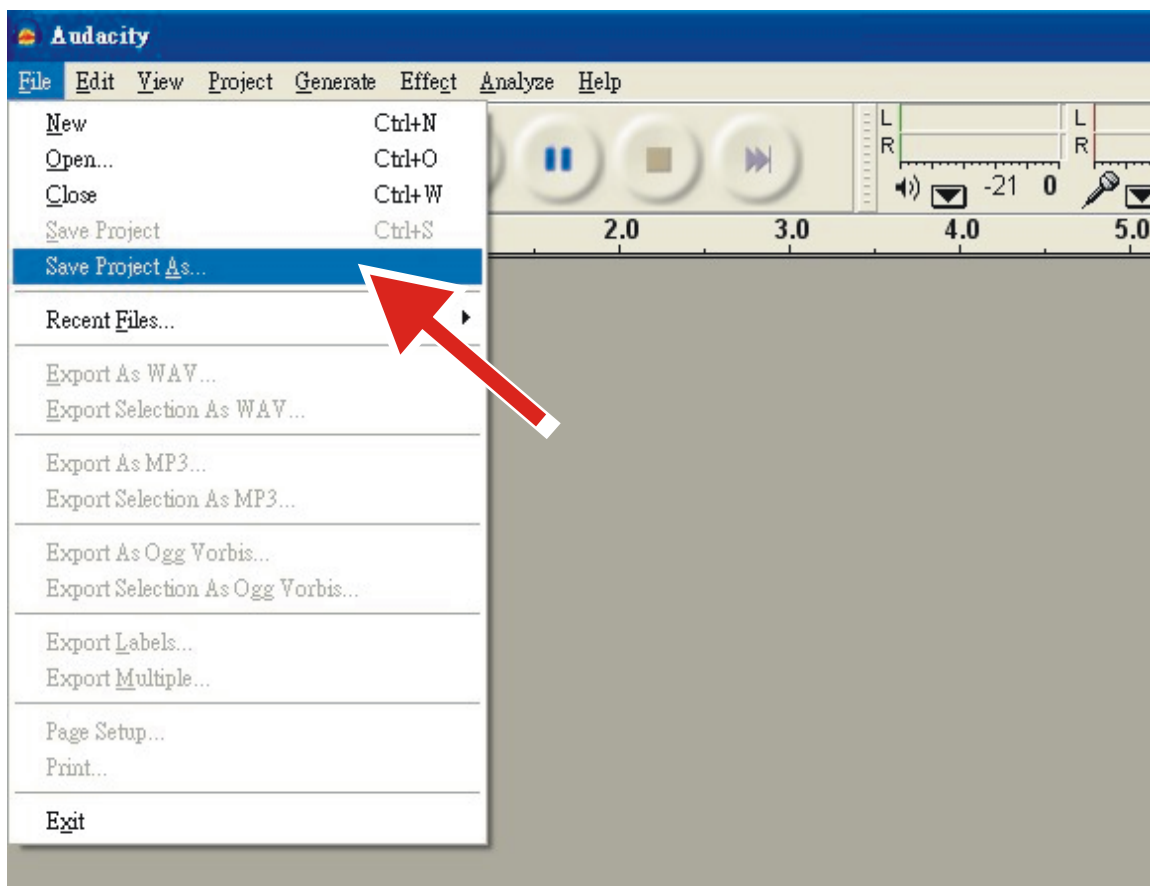 Audacity
File Edit View Project Generate Effect Analyze Help
New Ctrl+N
Open... Ctrl+O
Close Ctrl+W
Save Project Ctrl+S
Save Project As...
Recent Files...
Export As WAV...
Export Selection As WAV...
Export As MP3...
Export Selection As MP3...
Export As Ogg Vorbis...
Export Selection As Ogg Vorbis...
Export Labels...
Export Multiple...
Page Setup...
Print...
Exit
L L
R R
-21 0
2.0 3.0 4.0 5.0